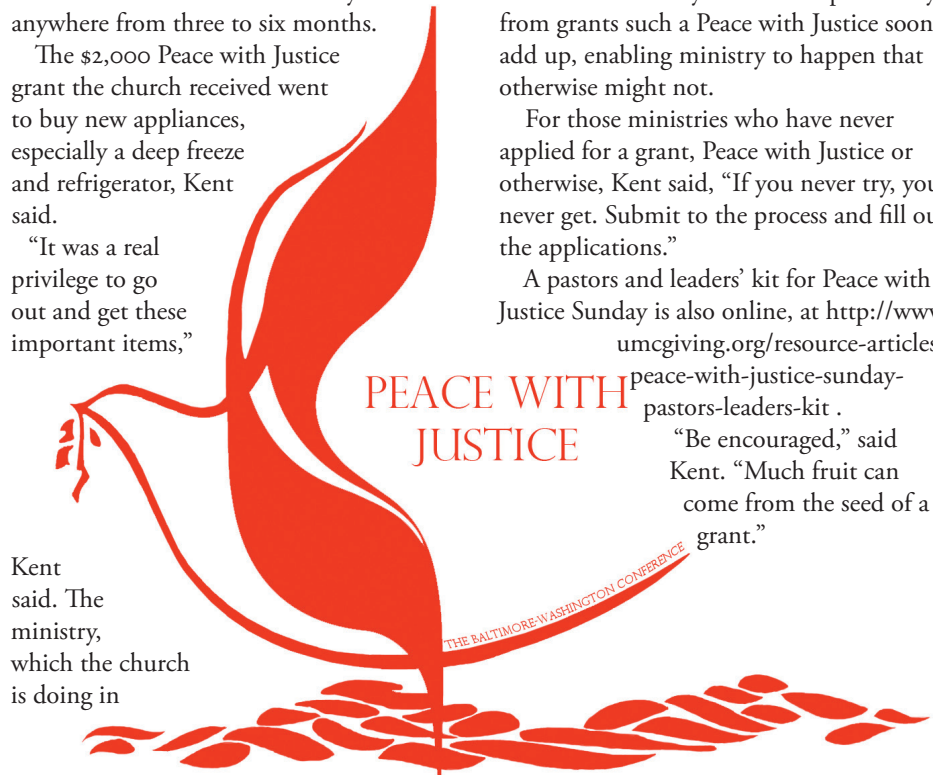 anywhere from three to six months.
The $2,000 Peace with Justice
grant the church received went
to buy new appliances,
especially a deep freeze
and refrigerator, Kent
said.
“It was a real
privilege to go
out and get these
important items,”
Kent
said. The
ministry,
which the church
is doing in
from grants such a Peace with Justice soon
add up, enabling ministry to happen that
otherwise might not.
For those ministries who have never
applied for a grant, Peace with Justice or
otherwise, Kent said, “If you never try, you
never get. Submit to the process and fill ou
the applications.”
A pastors and leaders’ kit for Peace with
Justice Sunday is also online, at http://www
umcgiving.org/resource-articles
peace-with-justice-sunday-
pastors-leaders-kit .
“Be encouraged,” said
Kent. “Much fruit can
come from the seed of a
grant.”
PEACE WITH
JUSTICE
THE BALTIMORE-WASHINGTON CONFERENCE